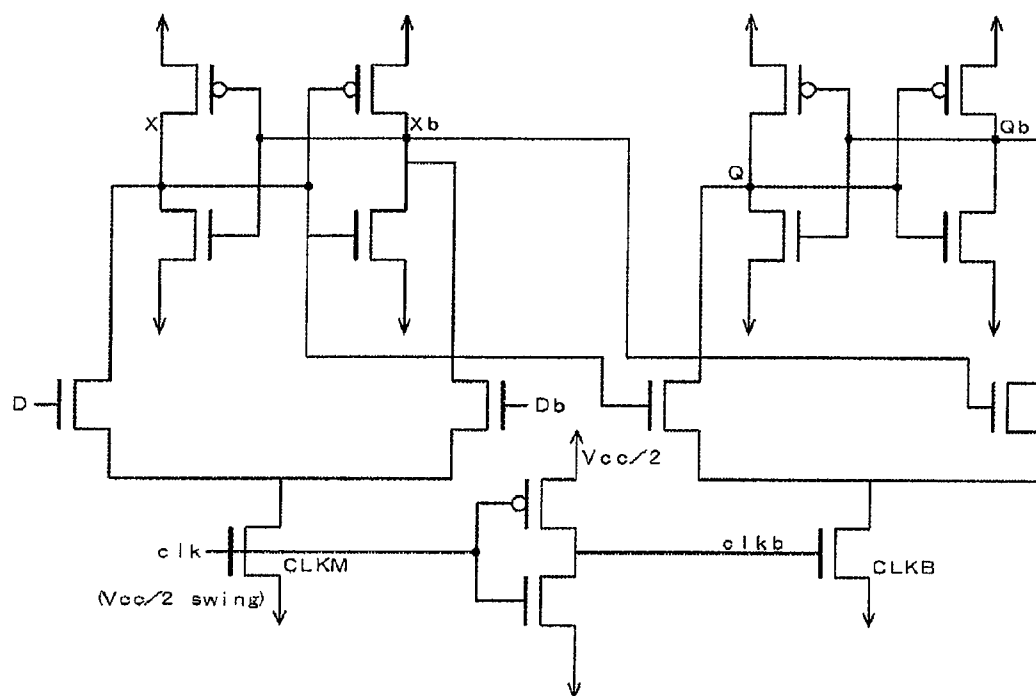 X
Xb
Q
Qb
D
Db
Vcc/2
clk
CLKM
(Vcc/2 swing)
clkb
CLKB